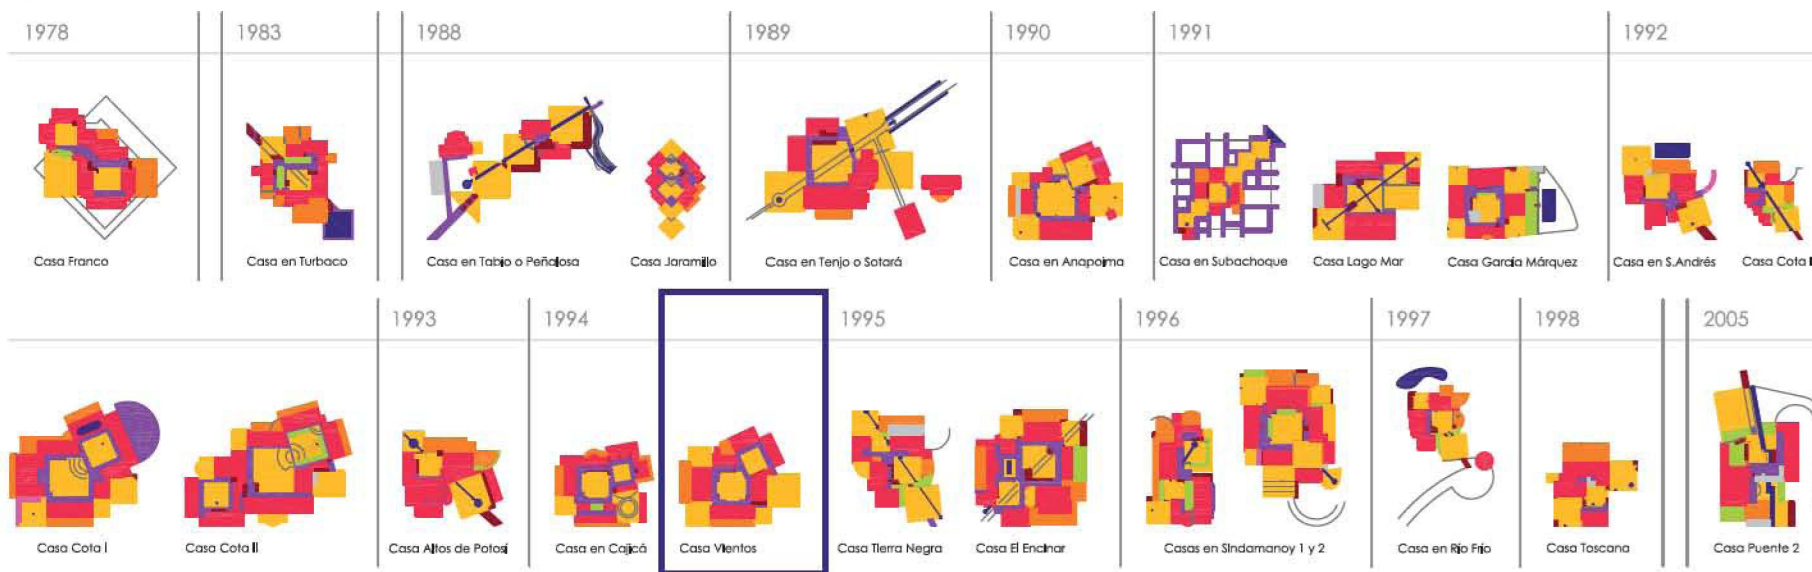 1978
1983
1988
1989
1990
1991
1992
Casa Franco
Casa en Turbaco
Casa en Tabio o Peñalosa
Casa Jaramillo
Casa en Tenjo o Sotará
Casa en Anapoima
Casa en Subachoque
Casa Lago Mar
Casa García Márquez
Casa en S.Andrés
Casa Cota II
1993
1994
1995
1996
1997
1998
2005
Casa Cota I
Casa Cota II
Casa Altos de Potosí
Casa en Cajicá
Casa Vientos
Casa Tierra Negra
Casa El Encinar
Casas en Sindamanoy 1 y 2
Casa en Río Frío
Casa Toscana
Casa Puente 2